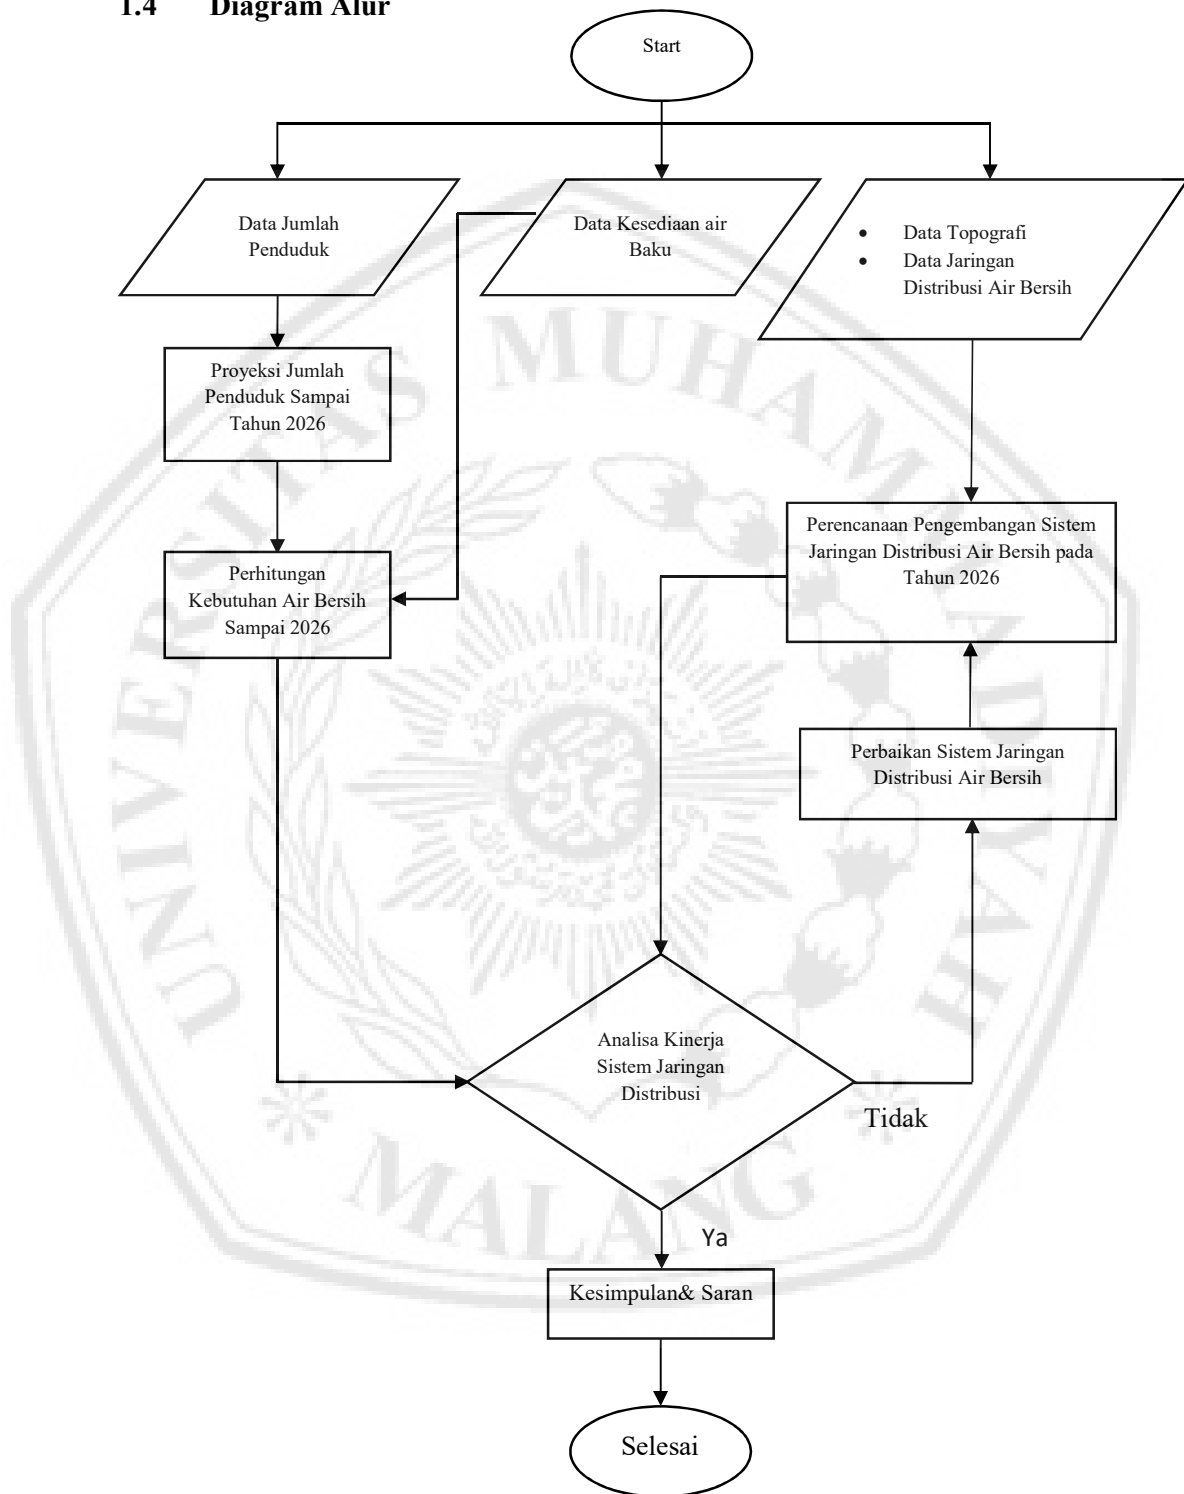 1.4 Diagram Alur
Start
Data Jumlah
Penduduk
Data Kesediaan air
Baku
• Data Topografi
• Data Jaringan
Distribusi Air Bersih
Proyeksi Jumlah
Penduduk Sampai
Tahun 2026
Perhitungan
Kebutuhan Air Bersih
Sampai 2026
Perencanaan Pengembangan Sistem
Jaringan Distribusi Air Bersih pada
Tahun 2026
Perbaikan Sistem Jaringan
Distribusi Air Bersih
Analisa Kinerja
Sistem Jaringan
Distribusi
Tidak
Ya
Kesimpulan& Saran
Selesai
UNIVERSITAS MUHAMMADIYAH
MALANG